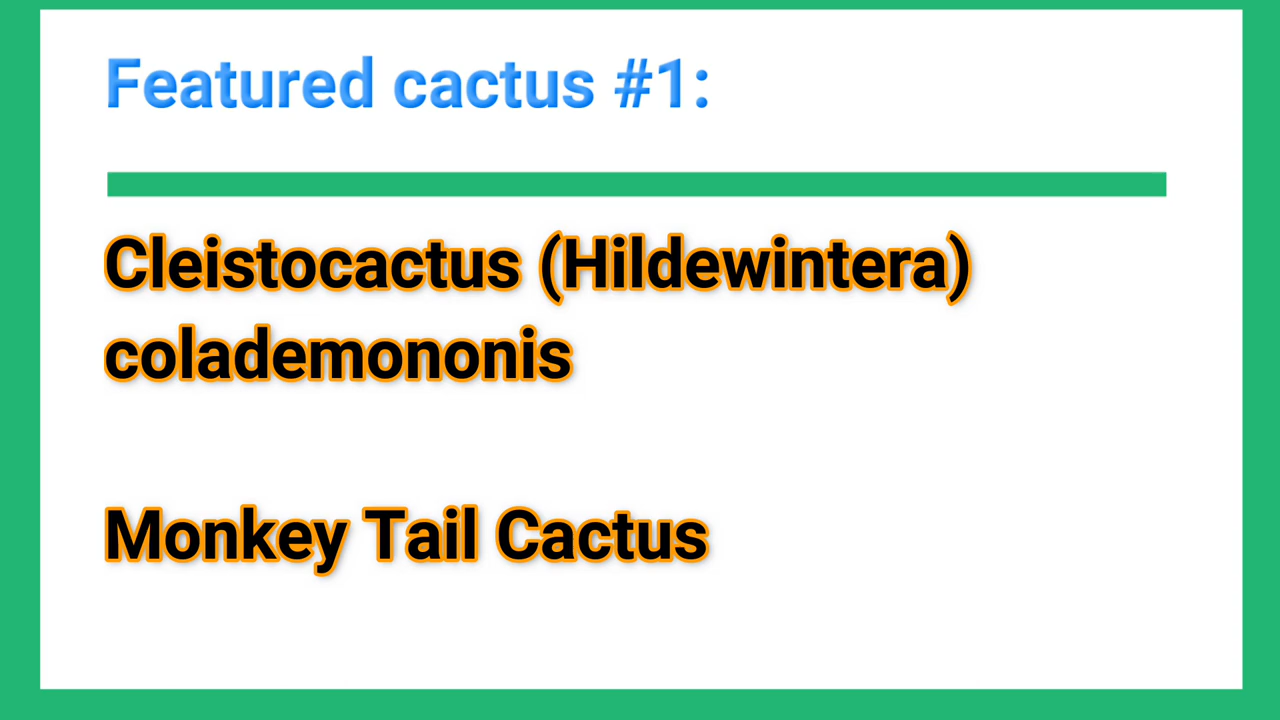 Featured cactus #1:
Cleistocactus (Hildewintera)
colademononis
Monkey Tail Cactus